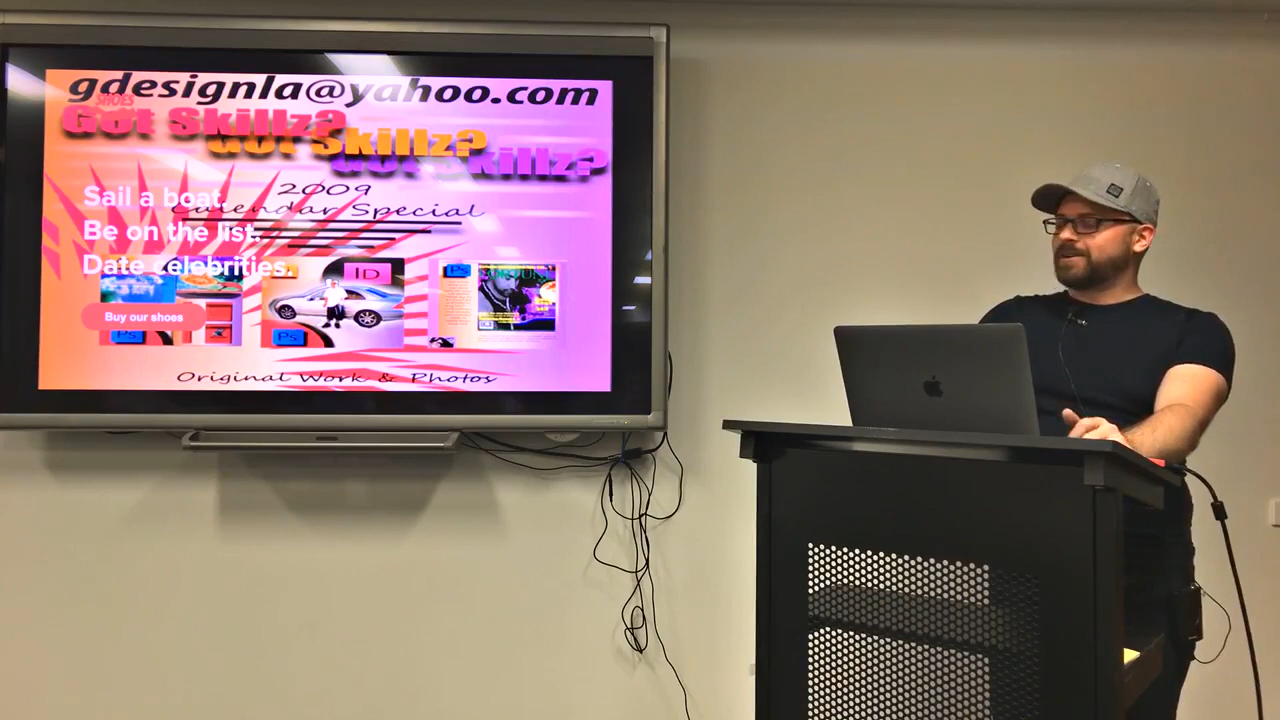 gdesignla@yahoo.com
SHOES
Got Skillz?
Got Skillz?
Got Skillz?
2009
Calendar Special
Sail a boat.
Be on the list.
Date celebrities.
ID
Ps
Buy our shoes
Ps
Ps
Original Work & Photos